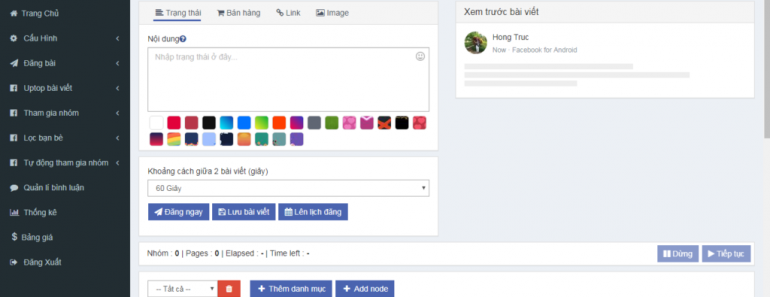 Trang Chủ
Cấu Hình
Đăng bài
Uptop bài viết
Tham gia nhóm
Lọc bạn bè
Tự động tham gia nhóm
Quản lí bình luận
Thống kê
$ Bảng giá
Đăng Xuất
Trạng thái Bán hàng Link Image
Nội dung
Nhập trạng thái ở đây...
Khoảng cách giữa 2 bài viết (giây)
60 Giây
Đăng ngay Lưu bài viết Lên lịch đăng
Xem trước bài viết
Hong Truc
Now · Facebook for Android
Nhóm : 0 | Pages : 0 | Elapsed : - | Time left : -
Dừng Tiếp tục
-- Tất cả -- + Thêm danh mục + Add node